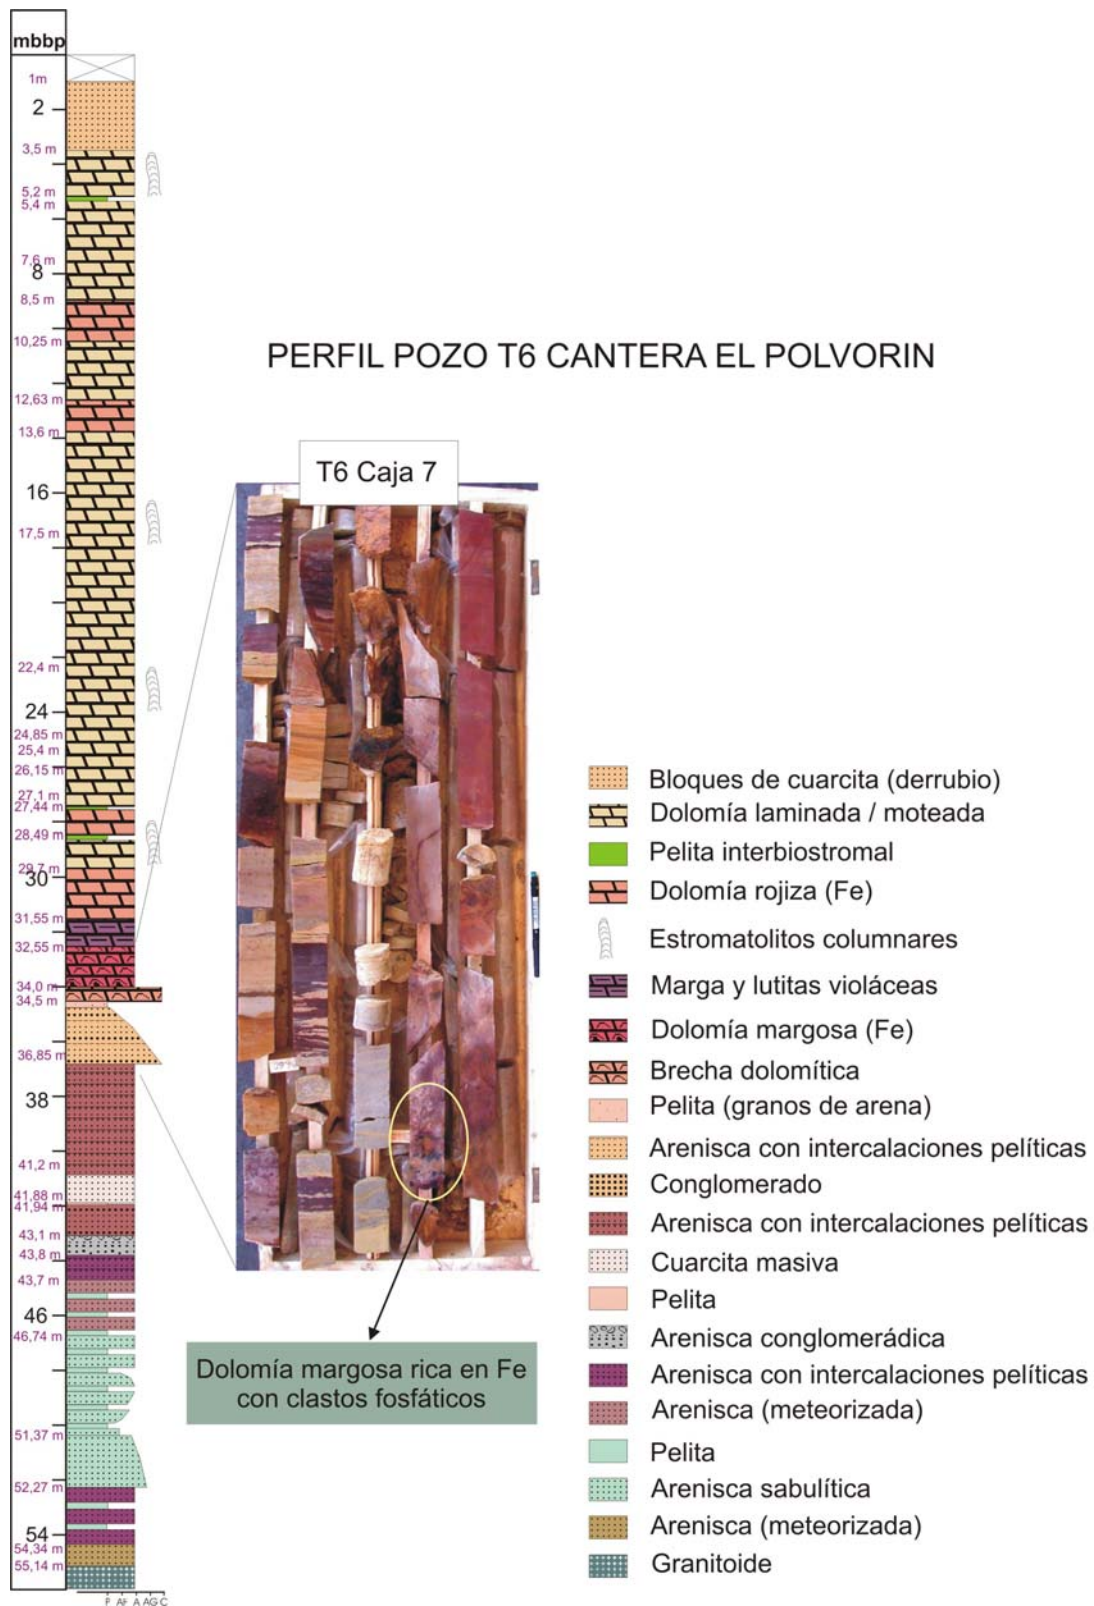 mbbp
1m
2
3,5 m
5,2 m
5,4 m
7,6 m
8
8,5 m
10,25 m
12,63 m
13,6 m
16
17,5 m
22,4 m
24
24,85 m
25,4 m
26,15 m
27,1 m
27,44 m
28,49 m
29,7 m
30
31,55 m
32,55 m
34,0 m
34,5 m
36,85 m
38
41,2 m
41,88 m
41,94 m
43,1 m
43,8 m
43,7 m
46
46,74 m
51,37 m
52,27 m
54
54,34 m
55,14 m
A AG C
PERFIL POZO T6 CANTERA EL POLVORIN
T6 Caja 7
Dolomía margosa rica en Fe
con clastos fosfáticos
Bloques de cuarcita (derrubio)
Dolomía laminada / moteada
Pelita interbiostromal
Dolomía rojiza (Fe)
Estromatolitos columnares
Marga y lutitas violáceas
Dolomía margosa (Fe)
Brecha dolomítica
Pelita (granos de arena)
Arenisca con intercalaciones pelíticas
Conglomerado
Arenisca con intercalaciones pelíticas
Cuarcita masiva
Pelita
Arenisca conglomerádica
Arenisca con intercalaciones pelíticas
Arenisca (meteorizada)
Pelita
Arenisca sabulítica
Arenisca (meteorizada)
Granitoide